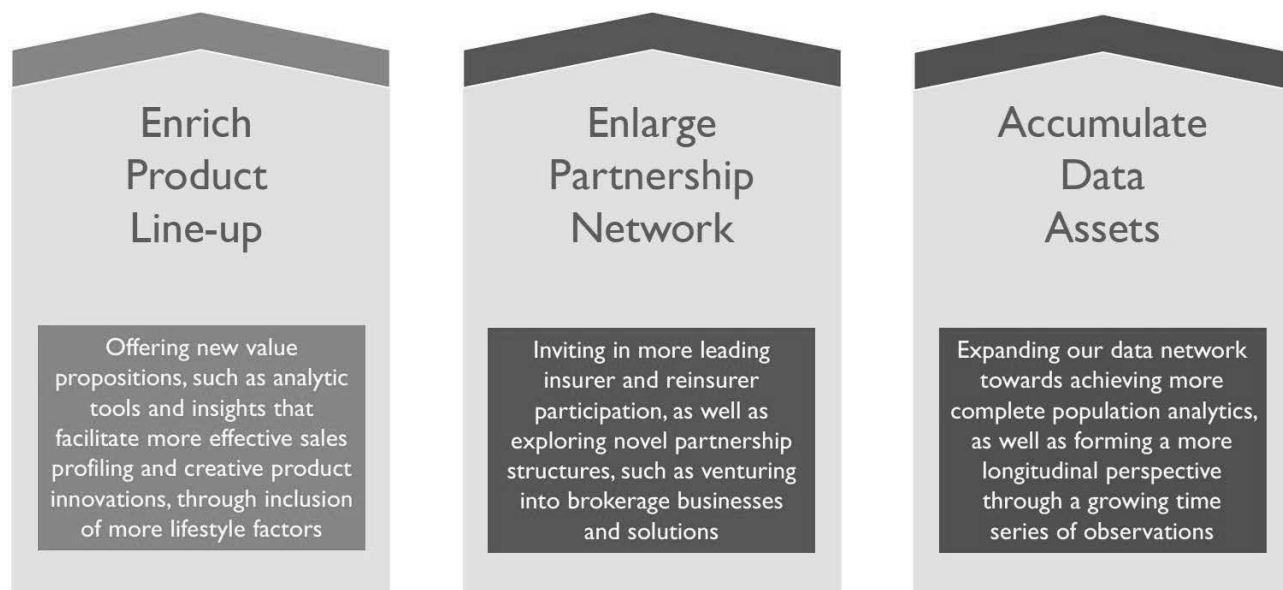 Enrich
Product
Line-up
Offering new value
propositions, such as analytic
tools and insights that
facilitate more effective sales
profiling and creative product
innovations, through inclusion
of more lifestyle factors
Enlarge
Partnership
Network
Inviting in more leading
insurer and reinsurer
participation, as well as
exploring novel partnership
structures, such as venturing
into brokerage businesses
and solutions
Accumulate
Data
Assets
Expanding our data network
towards achieving more
complete population analytics,
as well as forming a more
longitudinal perspective
through a growing time
series of observations